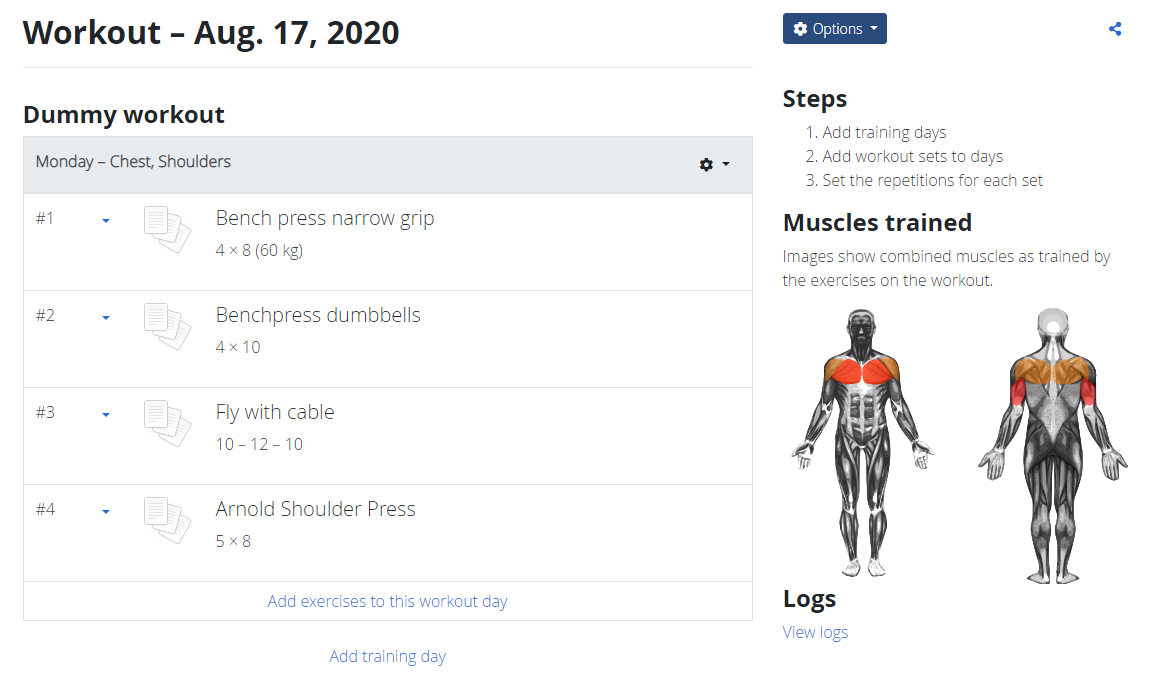 Workout – Aug. 17, 2020
Dummy workout
Monday – Chest, Shoulders
#1
Bench press narrow grip
4 × 8 (60 kg)
#2
Benchpress dumbbells
4 × 10
#3
Fly with cable
10 – 12 – 10
#4
Arnold Shoulder Press
5 × 8
Add exercises to this workout day
Add training day
Options
Steps
1. Add training days
2. Add workout sets to days
3. Set the repetitions for each set
Muscles trained
Images show combined muscles as trained by
the exercises on the workout.
Logs
View logs